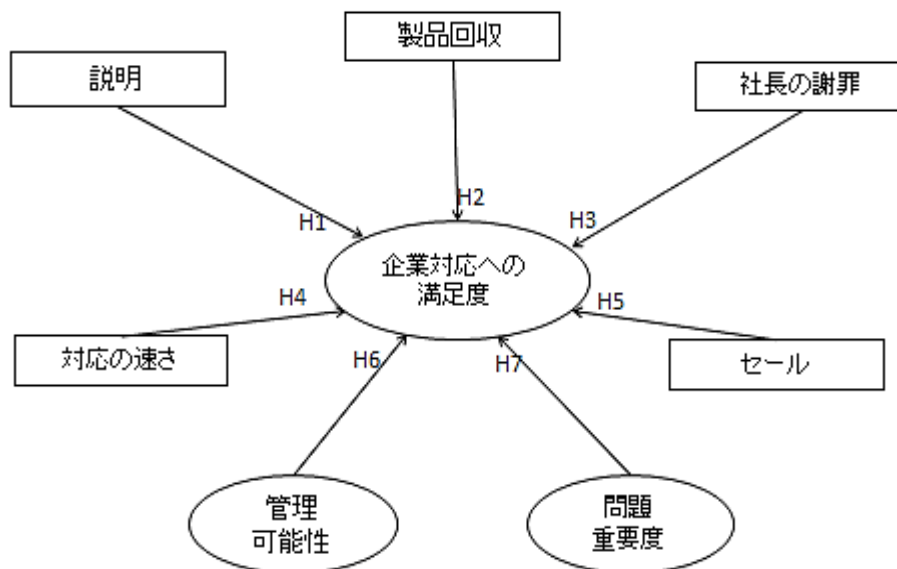 製品回収
説明
社長の謝罪
H2
H1
H3
企業対応への
満足度
H4
H5
対応の速さ
H6
H7
セール
管理
可能性
問題
重要度